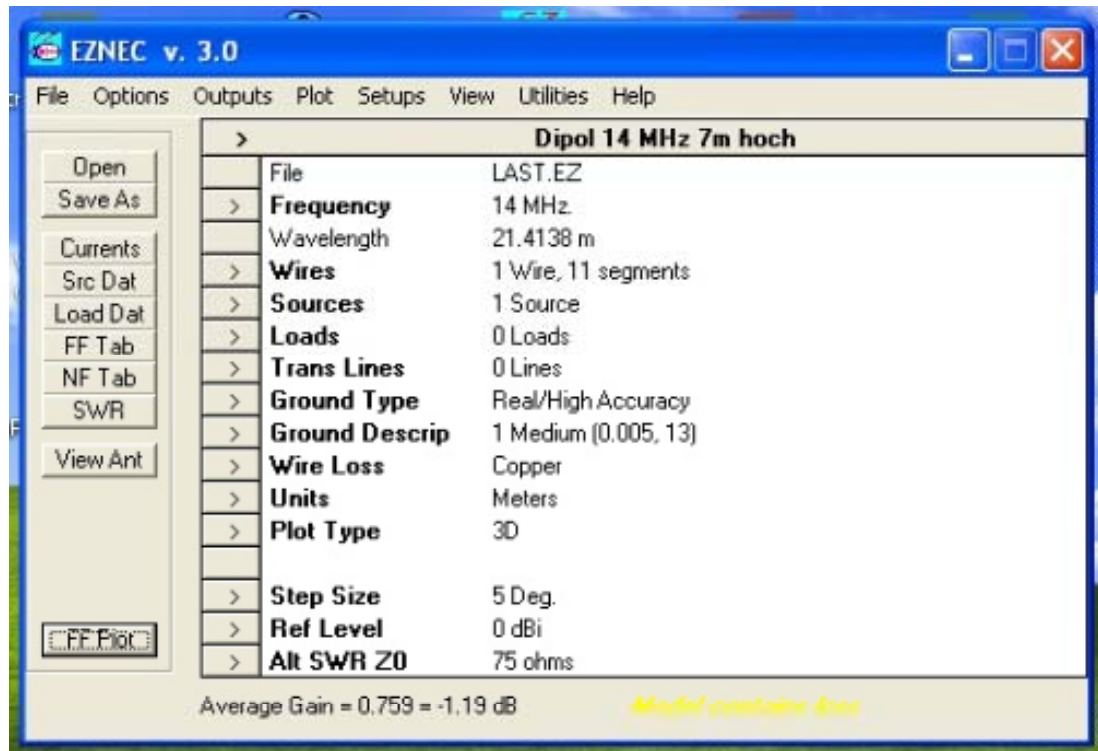 EZNEC v. 3.0
File Options Outputs Plot Setups View Utilities Help
> Dipol 14 MHz 7m hoch
Open
Save As
Currents
Src Dat
Load Dat
FF Tab
NF Tab
SWR
View Ant
FF Plot
File LAST.EZ
> Frequency 14 MHz.
Wavelength 21.4138 m
> Wires 1 Wire, 11 segments
> Sources 1 Source
> Loads 0 Loads
> Trans Lines 0 Lines
> Ground Type Real/High Accuracy
> Ground Descrip 1 Medium (0.005, 13)
> Wire Loss Copper
> Units Meters
> Plot Type 3D
> Step Size 5 Deg.
> Ref Level 0 dBi
> Alt SWR Z0 75 ohms
Average Gain = 0.759 = -1.19 dB
Model contains loss